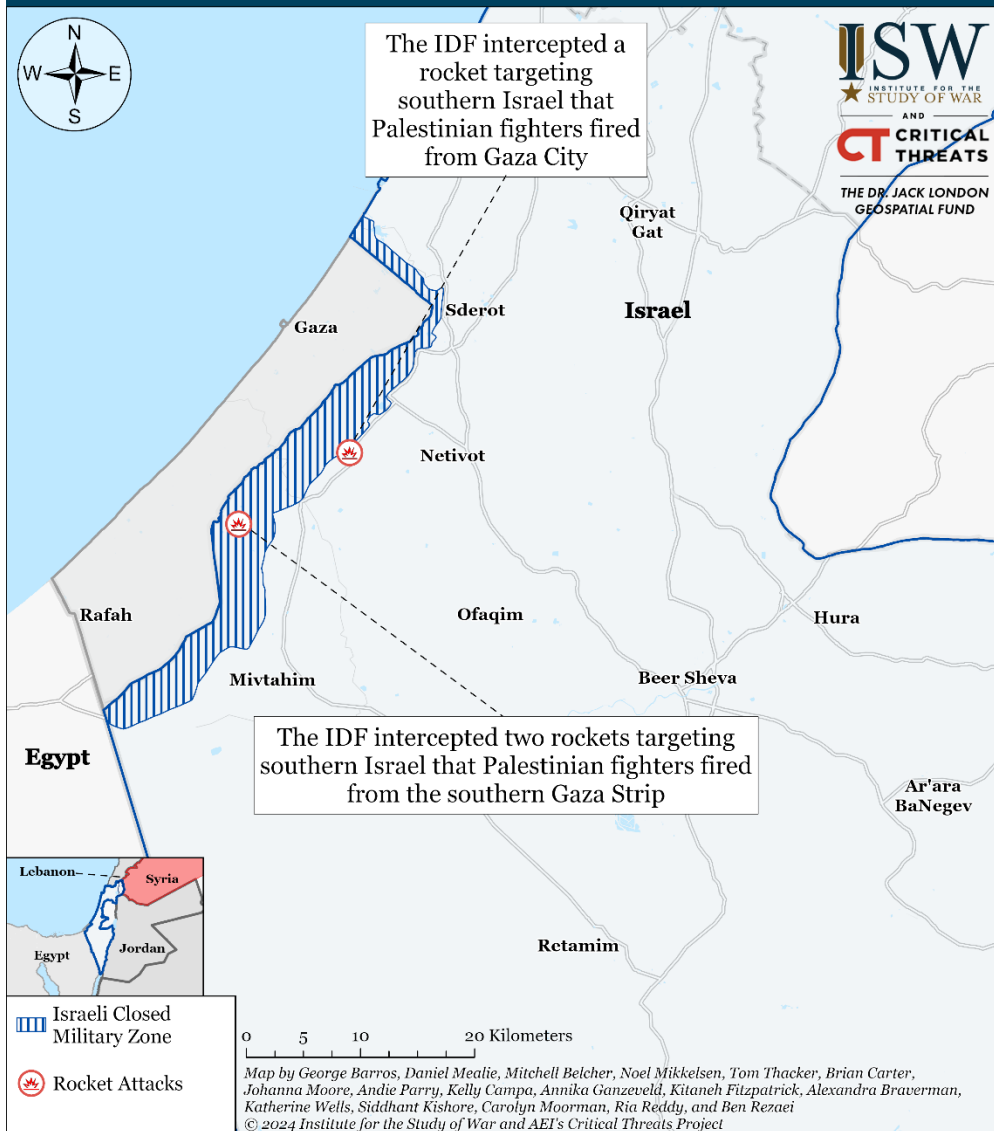 N
W E
S
The IDF intercepted a
rocket targeting
southern Israel that
Palestinian fighters fired
from Gaza City
ISW
INSTITUTE FOR THE
STUDY OF WAR
AND
CT CRITICAL
THREATS
THE DR. JACK LONDON
GEOSPATIAL FUND
Qiryat
Gat
Sderot
Israel
Gaza
Netivot
Rafah
Ofaqim
Hura
Mivtahim
Beer Sheva
The IDF intercepted two rockets targeting
southern Israel that Palestinian fighters fired
from the southern Gaza Strip
Egypt
Ar'ara
BaNegev
Lebanon
Syria
Egypt
Jordan
Retamim
Israeli Closed
Military Zone
Rocket Attacks
0 5 10 20 Kilometers
Map by George Barros, Daniel Mealie, Mitchell Belcher, Noel Mikkelsen, Tom Thacker, Brian Carter,
Johanna Moore, Andie Parry, Kelly Campa, Annika Ganzeveld, Kitaneh Fitzpatrick, Alexandra Braverman,
Katherine Wells, Siddhant Kishore, Carolyn Moorman, Ria Reddy, and Ben Rezaei
© 2024 Institute for the Study of War and AEI's Critical Threats Project